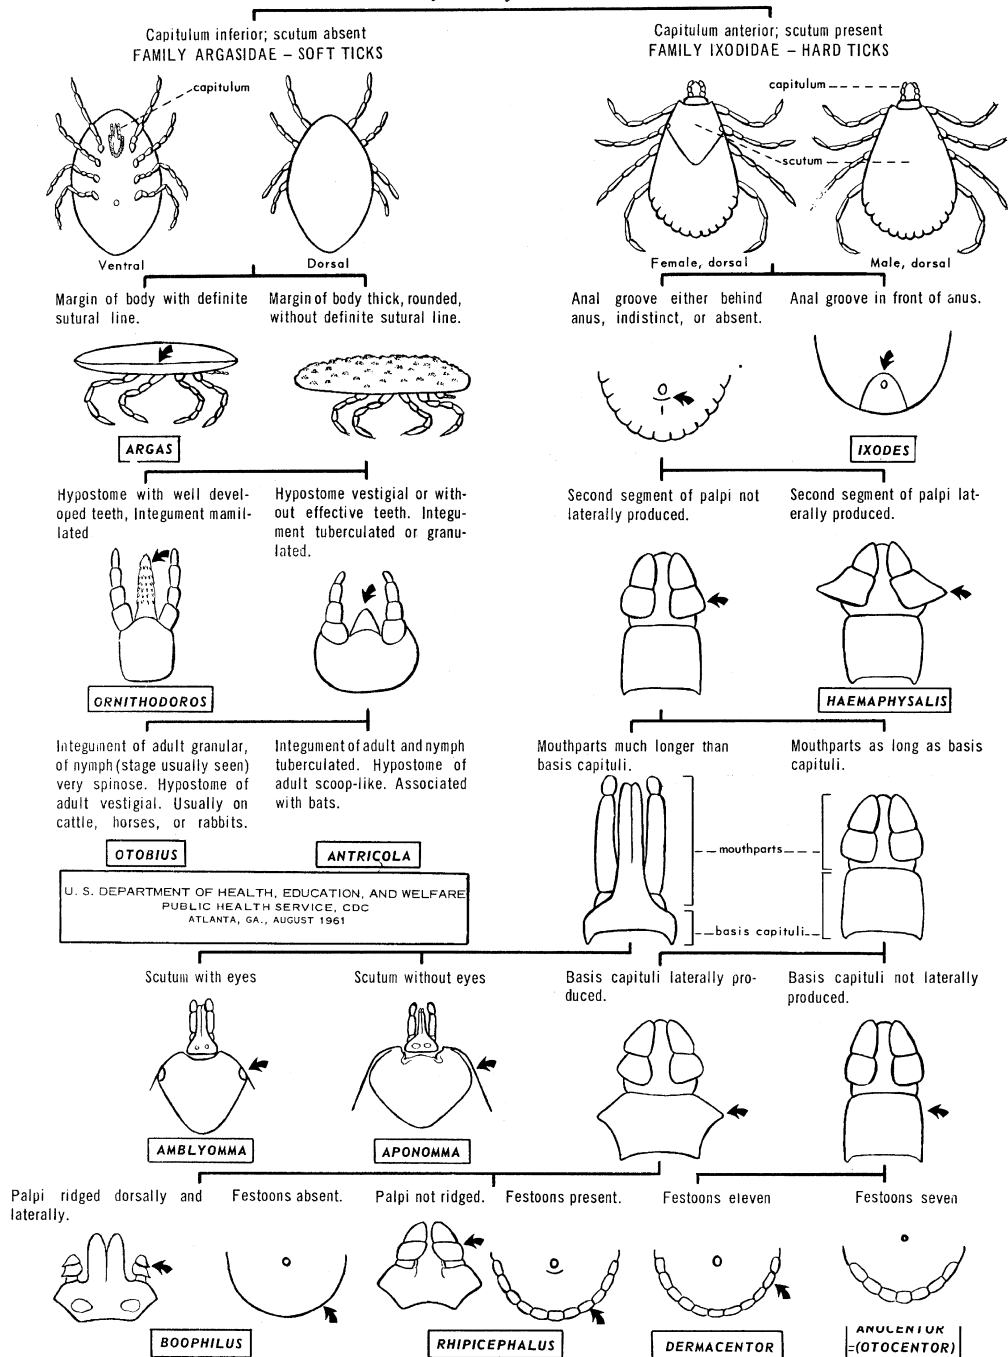 Capitulum inferior; scutum absent
FAMILY ARGASIDAE – SOFT TICKS
Capitulum anterior; scutum present
FAMILY IXODIDAE – HARD TICKS
capitulum
capitulum
scutum
Ventral
Dorsal
Female, dorsal
Male, dorsal
Margin of body with definite
sutural line.
Margin of body thick, rounded,
without definite sutural line.
Anal groove either behind
anus, indistinct, or absent.
Anal groove in front of anus.
ARGAS
IXODES
Hypostome with well devel-
oped teeth, Integument mamil-
lated
Hypostome vestigial or with-
out effective teeth. Integu-
ment tuberculated or granu-
lated.
Second segment of palpi not
laterally produced.
Second segment of palpi lat-
erally produced.
ORNITHODOROS
HAEMAPHYSALIS
Integument of adult granular,
of nymph (stage usually seen)
very spinose. Hypostome of
adult vestigial. Usually on
cattle, horses, or rabbits.
Integument of adult and nymph
tuberculated. Hypostome of
adult scoop-like. Associated
with bats.
Mouthparts much longer than
basis capituli.
Mouthparts as long as basis
capituli.
OTOBIUS
ANTRICOLA
mouthparts
basis capituli
U. S. DEPARTMENT OF HEALTH, EDUCATION, AND WELFARE
PUBLIC HEALTH SERVICE, CDC
ATLANTA, GA., AUGUST 1961
Scutum with eyes
Scutum without eyes
Basis capituli laterally pro-
duced.
Basis capituli not laterally
produced.
AMBLYOMMA
APONOMMA
Palpi ridged dorsally and
laterally.
Festoons absent.
Palpi not ridged.
Festoons present.
Festoons eleven
Festoons seven
BOOPHILUS
RHIPICEPHALUS
DERMACENTOR
ANOCENTOR
=(OTOCENTOR)